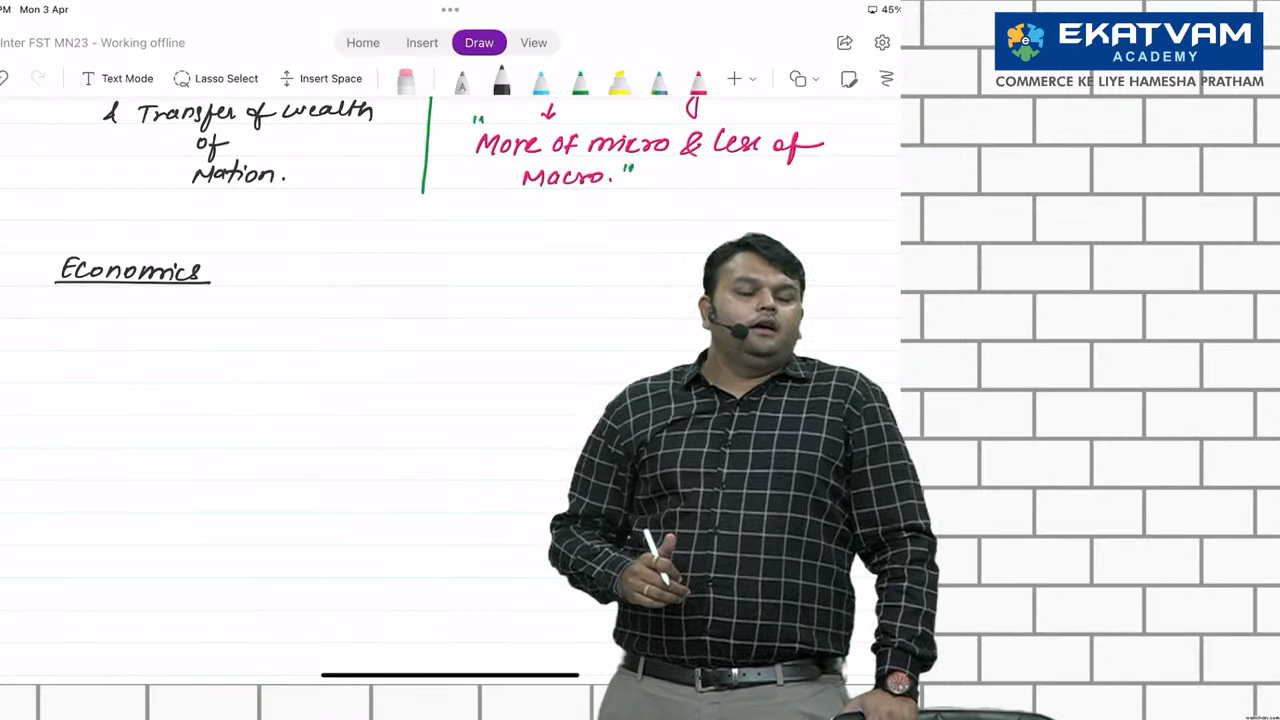 PM Mon 3 Apr
45%
Inter FST MN23 - Working offline
Home Insert Draw View
Text Mode Lasso Select Insert Space
EKATVAM
ACADEMY
COMMERCE KE LIYE HAMESHA PRATHAM
& Transfer of wealth
of
Nation.
"More of micro & Less of
Macro."
Economics